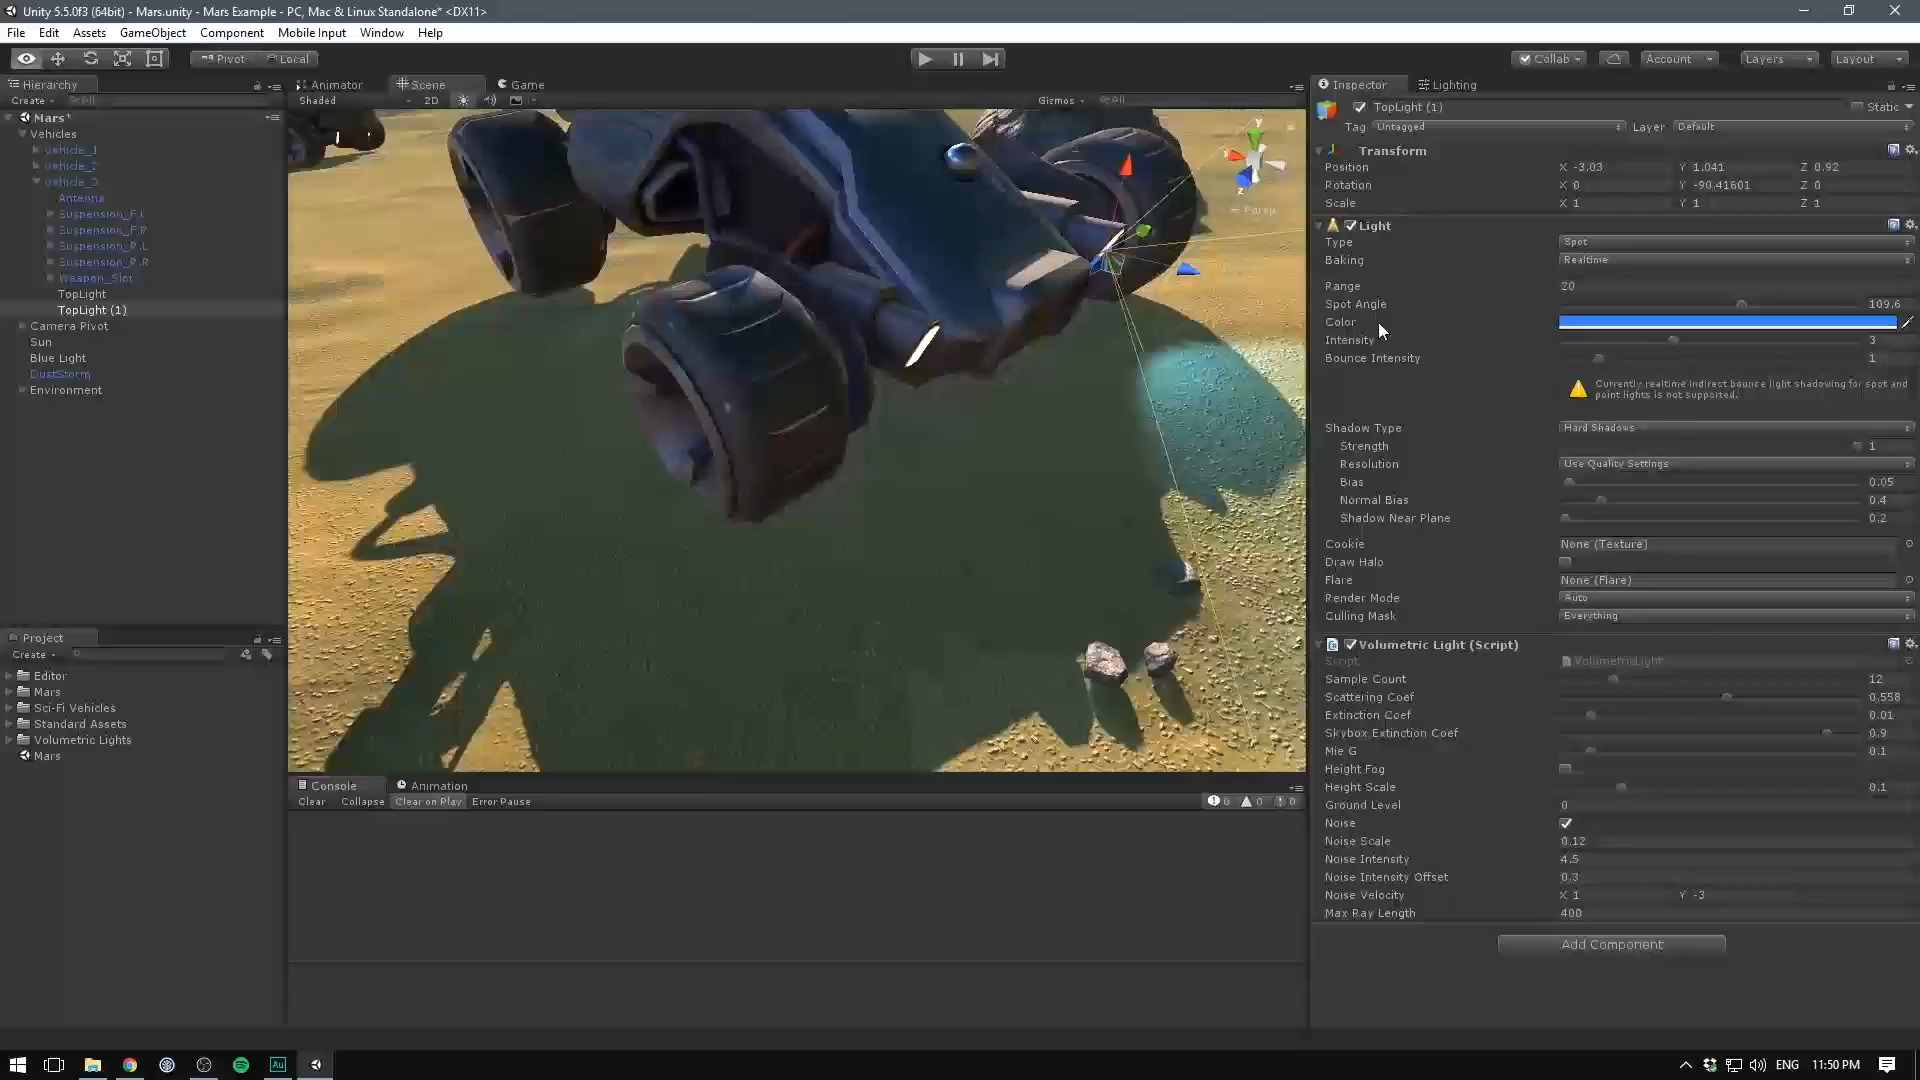 Unity 5.5.0f3 (64bit) - Mars.unity - Mars Example - PC, Mac & Linux Standalone* <DX11>
File Edit Assets GameObject Component Mobile Input Window Help
Pivot Local Collab Account Layers Layout
Hierarchy
Create All
Mars*
Vehicles
vehicle_1
vehicle_2
vehicle_3
Antenna
Suspension_F.L
Suspension_F.R
Suspension_R.L
Suspension_R.R
Weapon_Slot
TopLight
TopLight (1)
Camera Pivot
Sun
Blue Light
DustStorm
Environment
Project
Create
Editor
Mars
Sci-Fi Vehicles
Standard Assets
Volumetric Lights
Mars
Animator Scene Game
Shaded 2D Gizmos All
y
x
z
Persp
Console Animation
Clear Collapse Clear on Play Error Pause 0 0 0
Inspector Lighting
TopLight (1) Static
Tag Untagged Layer Default
Transform
Position X -3.03 Y 1.041 Z 0.92
Rotation X 0 Y -90.41601 Z 0
Scale X 1 Y 1 Z 1
Light
Type Spot
Baking Realtime
Range 20
Spot Angle 109.6
Color
Intensity 3
Bounce Intensity 1
Currently realtime indirect bounce light shadowing for spot and
point lights is not supported.
Shadow Type Hard Shadows
Strength 1
Resolution Use Quality Settings
Bias 0.05
Normal Bias 0.4
Shadow Near Plane 0.2
Cookie None (Texture)
Draw Halo
Flare None (Flare)
Render Mode Auto
Culling Mask Everything
Volumetric Light (Script)
Script VolumetricLight
Sample Count 12
Scattering Coef 0.558
Extinction Coef 0.01
Skybox Extinction Coef 0.9
Mie G 0.1
Height Fog
Height Scale 0.1
Ground Level 0
Noise
Noise Scale 0.12
Noise Intensity 4.5
Noise Intensity Offset 0.3
Noise Velocity X 1 Y -3
Max Ray Length 400
Add Component
Au
ENG 11:50 PM